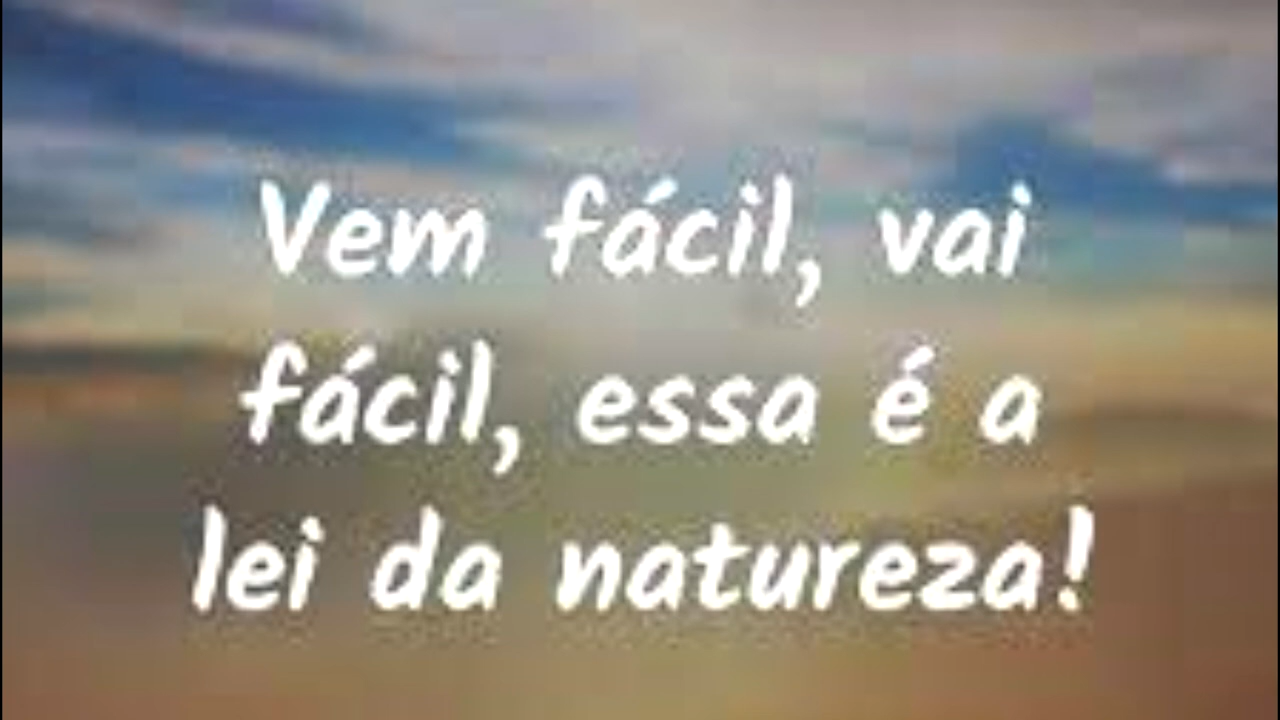 Vem fácil, vai
fácil, essa é a
lei da natureza!